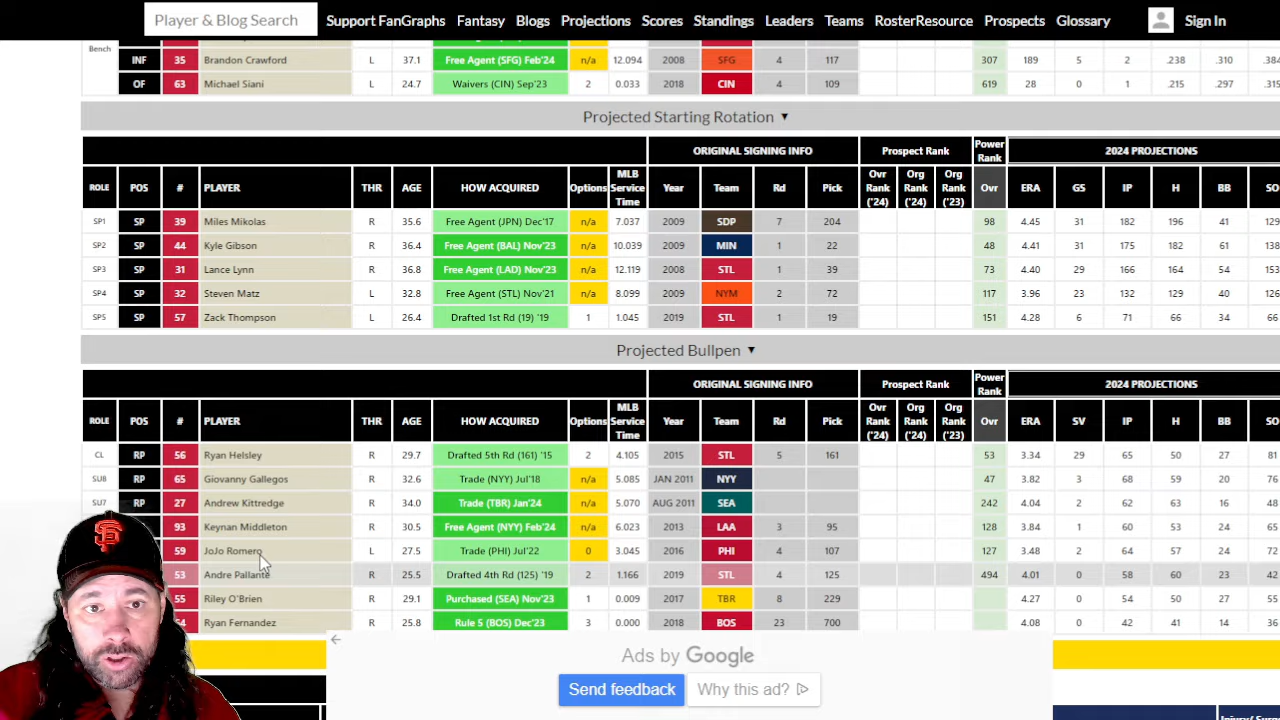 Player & Blog Search Support FanGraphs Fantasy Blogs Projections Scores Standings Leaders Teams RosterResource Prospects Glossary Sign In
Bench
INF 35 Brandon Crawford L 37.1 Free Agent (SFG) Feb'24 n/a 12.094 2008 SFG 4 117 307 189 5 2 .238 .310 .384
OF 63 Michael Siani L 24.7 Waivers (CIN) Sep'23 2 0.033 2018 CIN 4 109 619 28 0 1 .215 .297 .315
Projected Starting Rotation ▼
ORIGINAL SIGNING INFO Prospect Rank Power Rank 2024 PROJECTIONS
ROLE POS # PLAYER THR AGE HOW ACQUIRED Options MLB Service Time Year Team Rd Pick Ovr Rank ('24) Org Rank ('24) Org Rank ('23) Ovr ERA GS IP H BB SO
SP1 SP 39 Miles Mikolas R 35.6 Free Agent (JPN) Dec'17 n/a 7.037 2009 SDP 7 204 98 4.45 31 182 196 41 129
SP2 SP 44 Kyle Gibson R 36.4 Free Agent (BAL) Nov'23 n/a 10.039 2009 MIN 1 22 48 4.41 31 175 182 61 138
SP3 SP 31 Lance Lynn R 36.8 Free Agent (LAD) Nov'23 n/a 12.119 2008 STL 1 39 73 4.40 29 166 164 54 153
SP4 SP 32 Steven Matz L 32.8 Free Agent (STL) Nov'21 n/a 8.099 2009 NYM 2 72 117 3.96 23 132 129 40 126
SP5 SP 57 Zack Thompson L 26.4 Drafted 1st Rd (19) '19 1 1.045 2019 STL 1 19 151 4.28 6 71 66 34
Projected Bullpen ▼
ORIGINAL SIGNING INFO Prospect Rank Power Rank 2024 PROJECTIONS
ROLE POS # PLAYER THR AGE HOW ACQUIRED Options MLB Service Time Year Team Rd Pick Ovr Rank ('24) Org Rank ('24) Org Rank ('23) Ovr ERA SV IP H BB SO
CL RP 56 Ryan Helsley R 29.7 Drafted 5th Rd (161) '15 2 4.105 2015 STL 5 161 53 3.34 29 65 50 27 81
SU8 RP 65 Giovanny Gallegos R 32.6 Trade (NYY) Jul'18 n/a 5.085 JAN 2011 NYY 47 3.82 3 68 59 20 76
SU7 RP 27 Andrew Kittredge R 34.0 Trade (TBR) Jan'24 n/a 5.070 AUG 2011 SEA 242 4.04 2 62 63 16 48
93 Keynan Middleton R 30.5 Free Agent (NYY) Feb'24 n/a 6.023 2013 LAA 3 95 128 3.84 1 60 53 24 65
59 JoJo Romero L 27.5 Trade (PHI) Jul'22 0 3.045 2016 PHI 4 107 127 3.48 2 64 57 24 72
53 Andre Pallante R 25.5 Drafted 4th Rd (125) '19 2 1.166 2019 STL 4 125 494 4.01 0 58 60 23 42
55 Riley O'Brien R 29.1 Purchased (SEA) Nov'23 1 0.009 2017 TBR 8 229 4.27 0 54 50 27 55
Ryan Fernandez R 25.8 Rule 5 (BOS) Dec'23 3 0.000 2018 BOS 23 700 4.08 0 42 41 14 36
Ads by Google
Send feedback Why this ad?